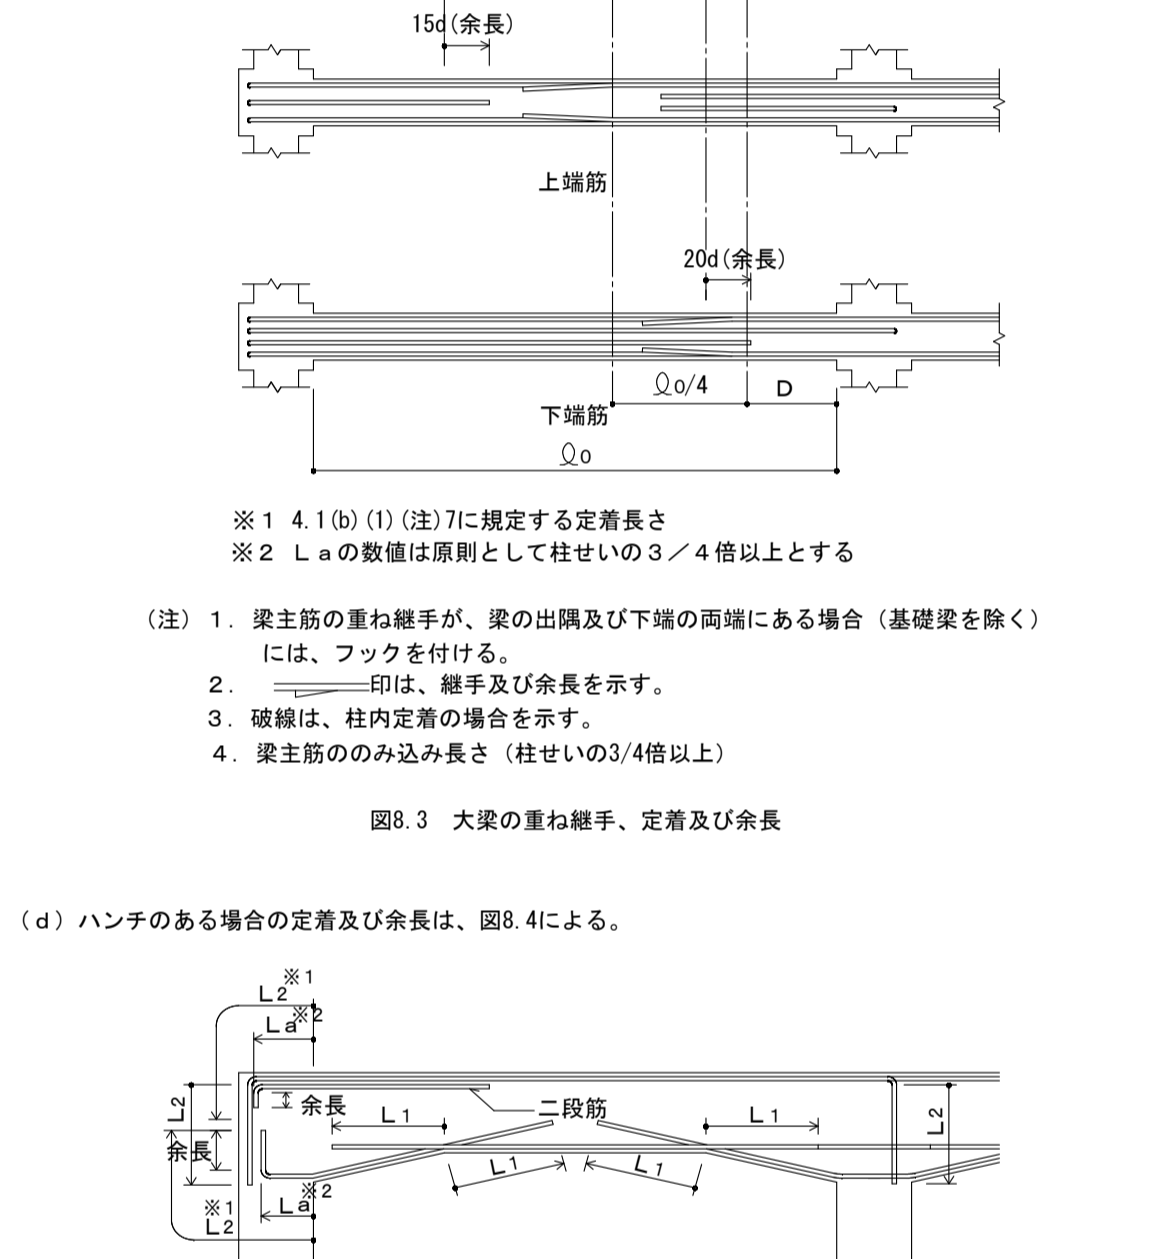 15d(余長)
上端筋
20d(余長)
ℓo/4
D
下端筋
ℓo
※1 4.1(b)(1)(注)7に規定する定着長さ
※2 Laの数値は原則として柱せいの3/4倍以上とする
(注)1. 梁主筋の重ね継手が、梁の出隅及び下端の両端にある場合(基礎梁を除く)
には、フックを付ける。
2. 印は、継手及び余長を示す。
3. 破線は、柱内定着の場合を示す。
4. 梁主筋ののみ込み長さ(柱せいの3/4倍以上)
図8.3 大梁の重ね継手、定着及び余長
(d)ハンチのある場合の定着及び余長は、図8.4による。
L2※1
La※2
L2
余長
二段筋
L1
L1
L2
余長
L1
L1
La※2
※1
L2